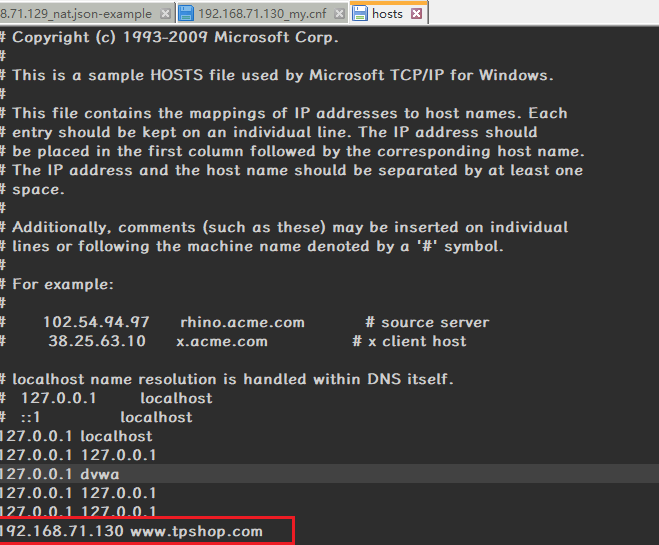 8.71.129_nat.json-example 192.168.71.130_my.cnf hosts
# Copyright (c) 1993-2009 Microsoft Corp.
#
# This is a sample HOSTS file used by Microsoft TCP/IP for Windows.
#
# This file contains the mappings of IP addresses to host names. Each
# entry should be kept on an individual line. The IP address should
# be placed in the first column followed by the corresponding host name.
# The IP address and the host name should be separated by at least one
# space.
#
# Additionally, comments (such as these) may be inserted on individual
# lines or following the machine name denoted by a '#' symbol.
#
# For example:
#
# 102.54.94.97 rhino.acme.com # source server
# 38.25.63.10 x.acme.com # x client host

# localhost name resolution is handled within DNS itself.
# 127.0.0.1 localhost
# ::1 localhost
127.0.0.1 localhost
127.0.0.1 127.0.0.1
127.0.0.1 dvwa
127.0.0.1 127.0.0.1
127.0.0.1 127.0.0.1
192.168.71.130 www.tpshop.com